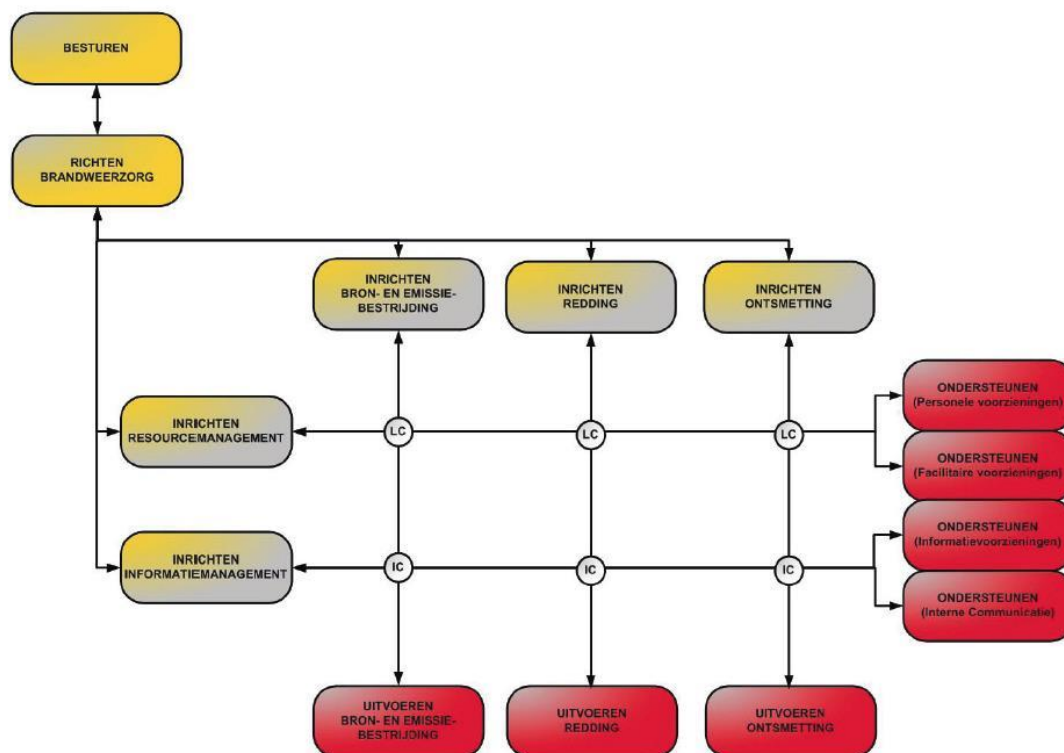 BESTUREN
RICHTEN
BRANDWEERZORG
INRICHTEN
BRON- EN EMISSIE-
BESTRIJDING
INRICHTEN
REDDING
INRICHTEN
ONTSMETTING
ONDERSTEUNEN
(Personele voorzieningen)
INRICHTEN
RESOURCEMANAGEMENT
LC
LC
LC
ONDERSTEUNEN
(Facilitaire voorzieningen)
ONDERSTEUNEN
(Informatievoorzieningen)
INRICHTEN
INFORMATIEMANAGEMENT
IC
IC
IC
ONDERSTEUNEN
(Interne Communicatie)
UITVOEREN
BRON- EN EMISSIE-
BESTRIJDING
UITVOEREN
REDDING
UITVOEREN
ONTSMETTING